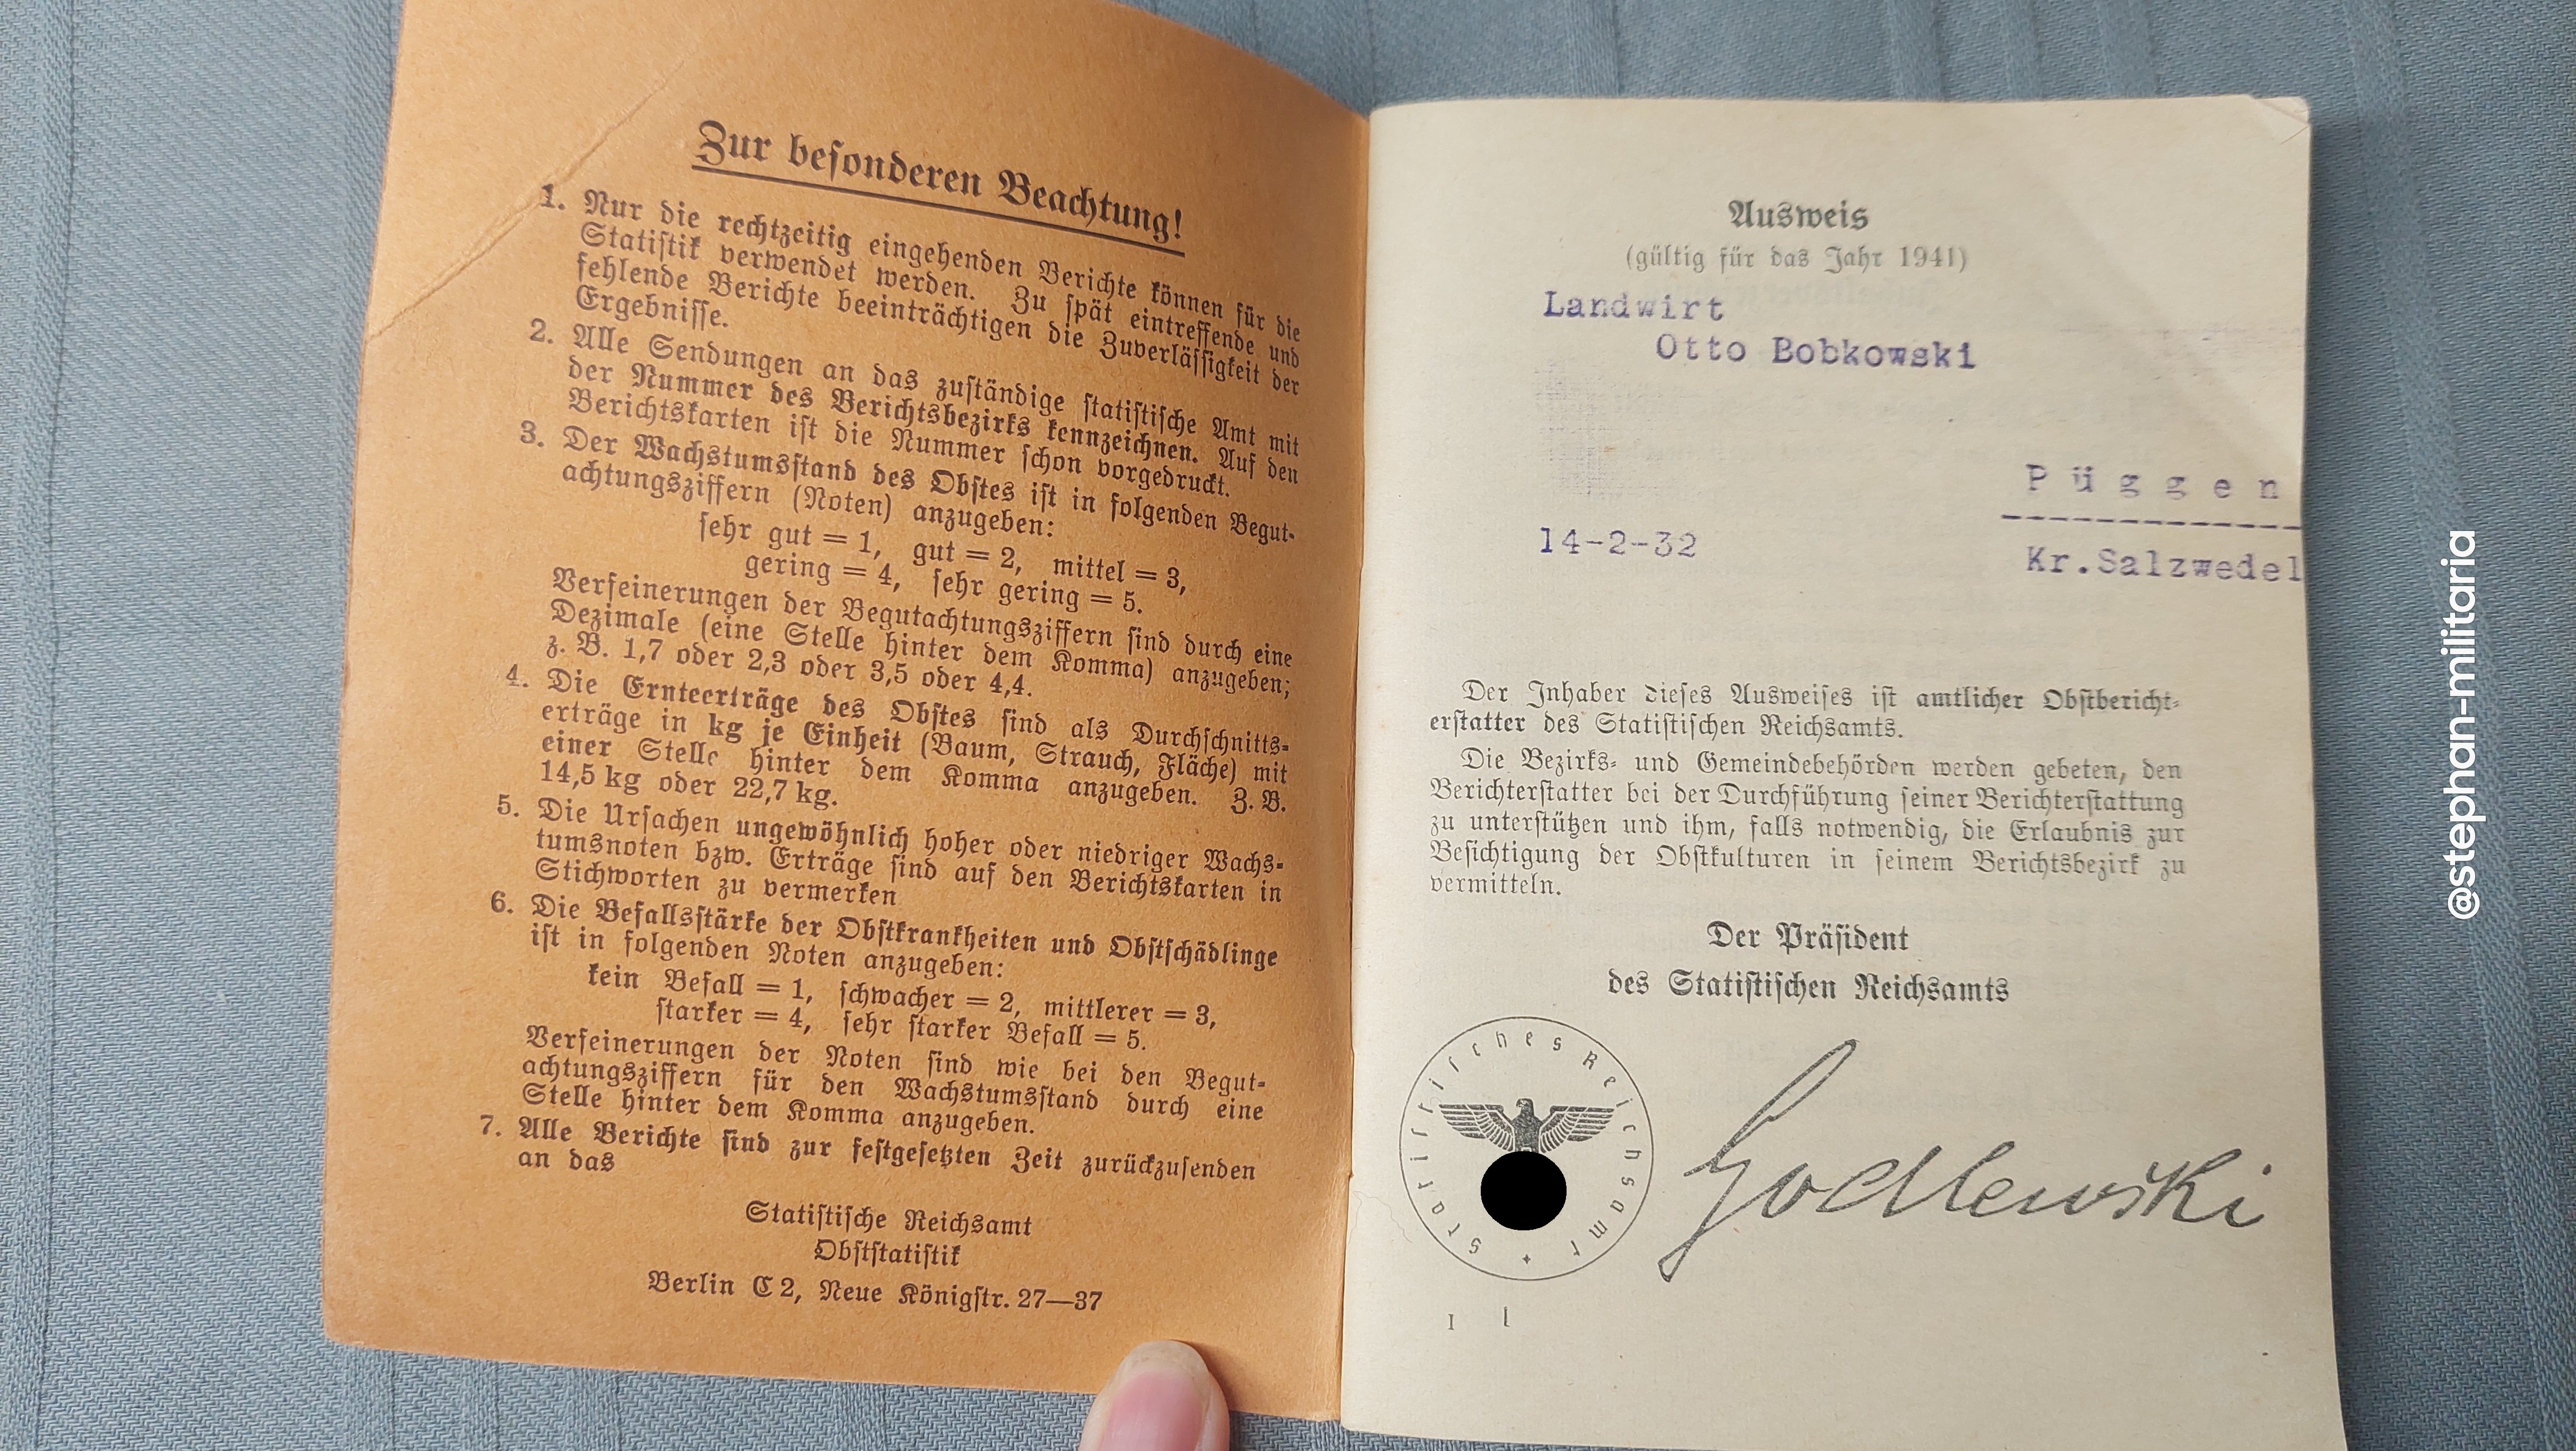 Zur besonderen Beachtung!
1. Nur die rechtzeitig eingehenden Berichte können für die
Statistik verwendet werden. Zu spät eintreffende und
fehlende Berichte beeinträchtigen die Zuverlässigkeit der
Ergebnisse.
2. Alle Sendungen an das zuständige statistische Amt mit
der Nummer des Berichtsbezirks kennzeichnen. Auf den
Berichtskarten ist die Nummer schon vorgedruckt.
3. Der Wachstumsstand des Obstes ist in folgenden Begut-
achtungsziffern (Noten) anzugeben:
sehr gut = 1, gut = 2, mittel = 3,
gering = 4, sehr gering = 5.
Verfeinerungen der Begutachtungsziffern sind durch eine
Dezimale (eine Stelle hinter dem Komma) anzugeben;
z. B. 1,7 oder 2,3 oder 3,5 oder 4,4.
4. Die Ernteerträge des Obstes sind als Durchschnitts-
erträge in kg je Einheit (Baum, Strauch, Fläche) mit
einer Stelle hinter dem Komma anzugeben. Z. B.
14,5 kg oder 22,7 kg.
5. Die Ursachen ungewöhnlich hoher oder niedriger Wachs-
tumsnoten bzw. Erträge sind auf den Berichtskarten in
Stichworten zu vermerken
6. Die Befallsstärke der Obstkrankheiten und Obstschädlinge
ist in folgenden Noten anzugeben:
kein Befall = 1, schwacher = 2, mittlerer = 3,
starker = 4, sehr starker Befall = 5.
Verfeinerungen der Noten sind wie bei den Begut-
achtungsziffern für den Wachstumsstand durch eine
Stelle hinter dem Komma anzugeben.
7. Alle Berichte sind zur festgesetzten Zeit zurückzusenden
an das
Statistische Reichsamt
Obststatistik
Berlin C 2, Neue Königstr. 27—37
Ausweis
(gültig für das Jahr 1941)
Landwirt
Otto Bobkowski
Püggen
14-2-32
Kr.Salzwedel
Der Inhaber dieses Ausweises ist amtlicher Obstbericht-
erstatter des Statistischen Reichsamts.
Die Bezirks- und Gemeindebehörden werden gebeten, den
Berichterstatter bei der Durchführung seiner Berichterstattung
zu unterstützen und ihm, falls notwendig, die Erlaubnis zur
Besichtigung der Obstkulturen in seinem Berichtsbezirk zu
vermitteln.
Der Präsident
des Statistischen Reichsamts
Statistisches Reichsamt
Godlewski
I 1
@stephan-militaria